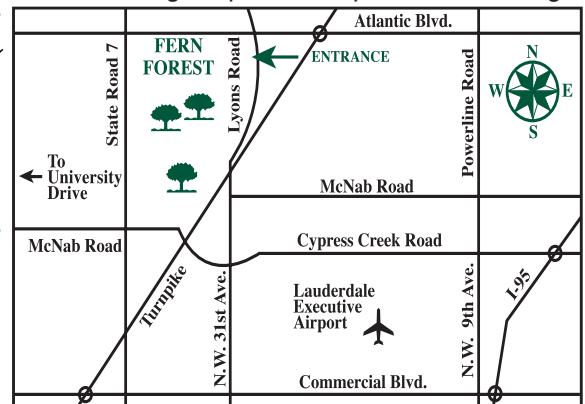 Atlantic Blvd.
FERN
FOREST
ENTRANCE
State Road 7
Lyons Road
Powerline Road
N
W
E
S
To
University
Drive
McNab Road
McNab Road
Cypress Creek Road
Turnpike
N.W. 31st Ave.
Lauderdale
Executive
Airport
N.W. 9th Ave.
I-95
Commercial Blvd.